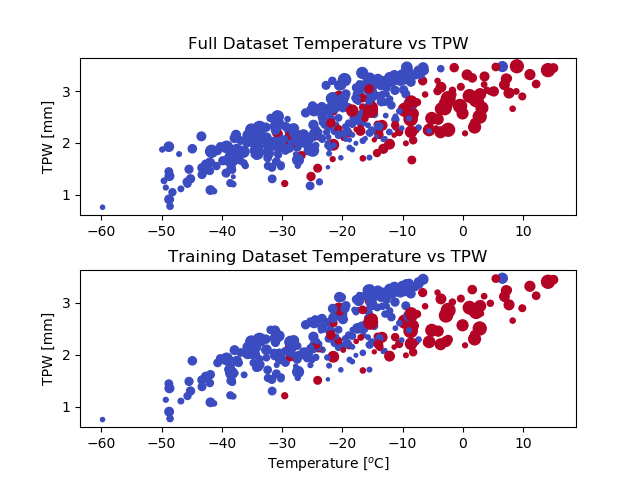 Full Dataset Temperature vs TPW
TPW [mm]
3
2
1
−60 −50 −40 −30 −20 −10 0 10
Training Dataset Temperature vs TPW
TPW [mm]
3
2
1
−60 −50 −40 −30 −20 −10 0 10
Temperature [°C]